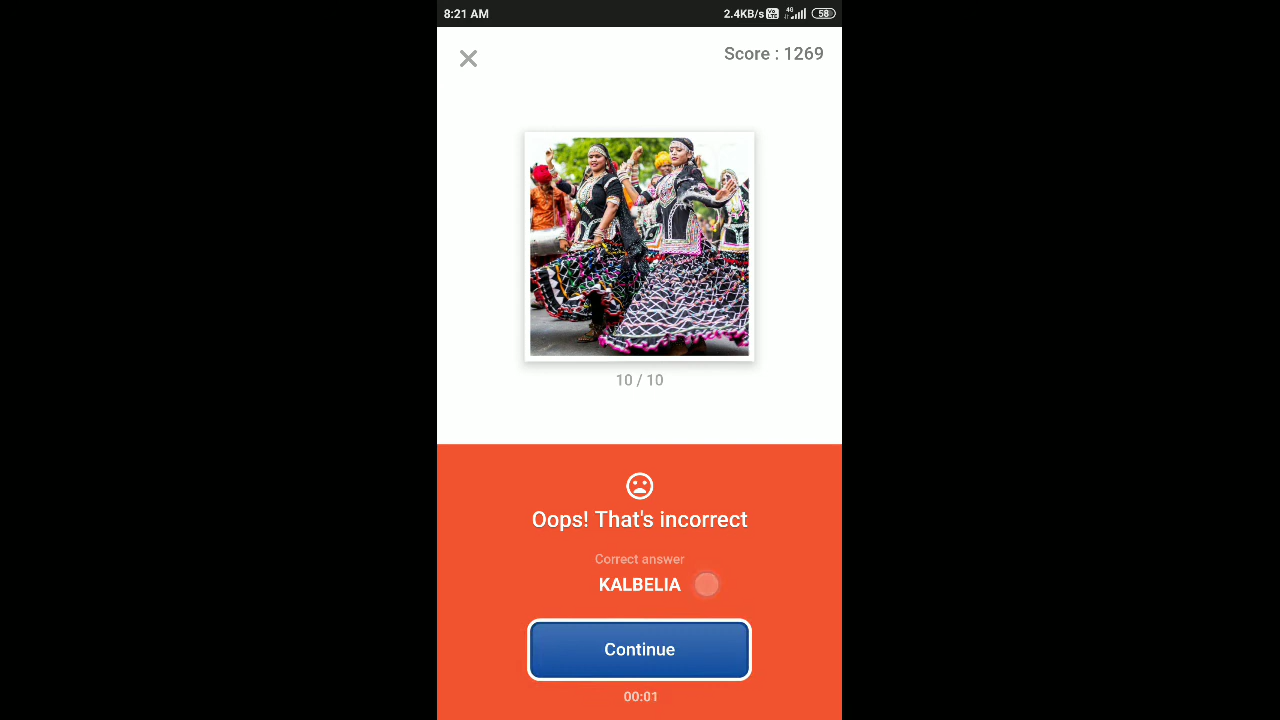 8:21 AM
2.4KB/s
4G
58
Score : 1269
10 / 10
Oops! That's incorrect
Correct answer
KALBELIA
Continue
00:01